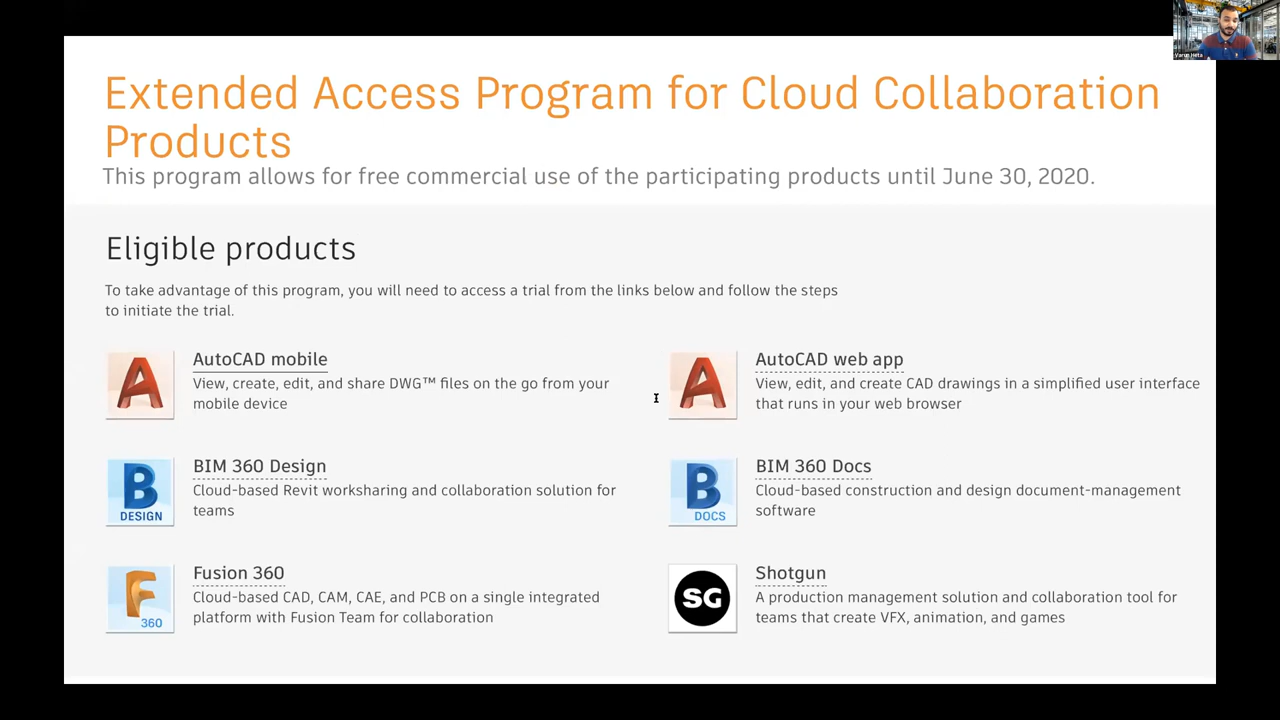 Extended Access Program for Cloud Collaboration
Products
This program allows for free commercial use of the participating products until June 30, 2020.
Eligible products
To take advantage of this program, you will need to access a trial from the links below and follow the steps
to initiate the trial.
AutoCAD mobile
View, create, edit, and share DWG™ files on the go from your
mobile device
AutoCAD web app
View, edit, and create CAD drawings in a simplified user interface
that runs in your web browser
B
DESIGN
BIM 360 Design
Cloud-based Revit worksharing and collaboration solution for
teams
B
DOCS
BIM 360 Docs
Cloud-based construction and design document-management
software
F
360
Fusion 360
Cloud-based CAD, CAM, CAE, and PCB on a single integrated
platform with Fusion Team for collaboration
SG
Shotgun
A production management solution and collaboration tool for
teams that create VFX, animation, and games